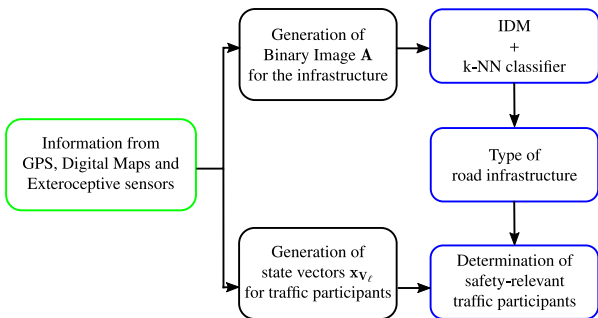 Information from
GPS, Digital Maps and
Exteroceptive sensors
Generation of
Binary Image A
for the infrastructure
IDM
+
k-NN classifier
Type of
road infrastructure
Generation of
state vectors x_{V_ℓ}
for traffic participants
Determination of
safety-relevant
traffic participants